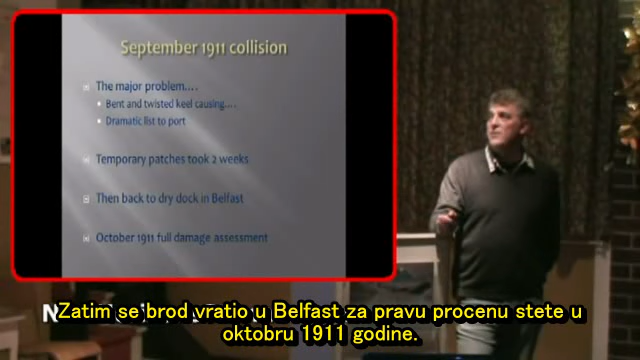 September 1911 collision
The major problem....
Bent and twisted keel causing....
Dramatic list to port
Temporary patches took 2 weeks
Then back to dry dock in Belfast
October 1911 full damage assessment
Zatim se brod vratio u Belfast za pravu procenu stete u
oktobru 1911 godine.